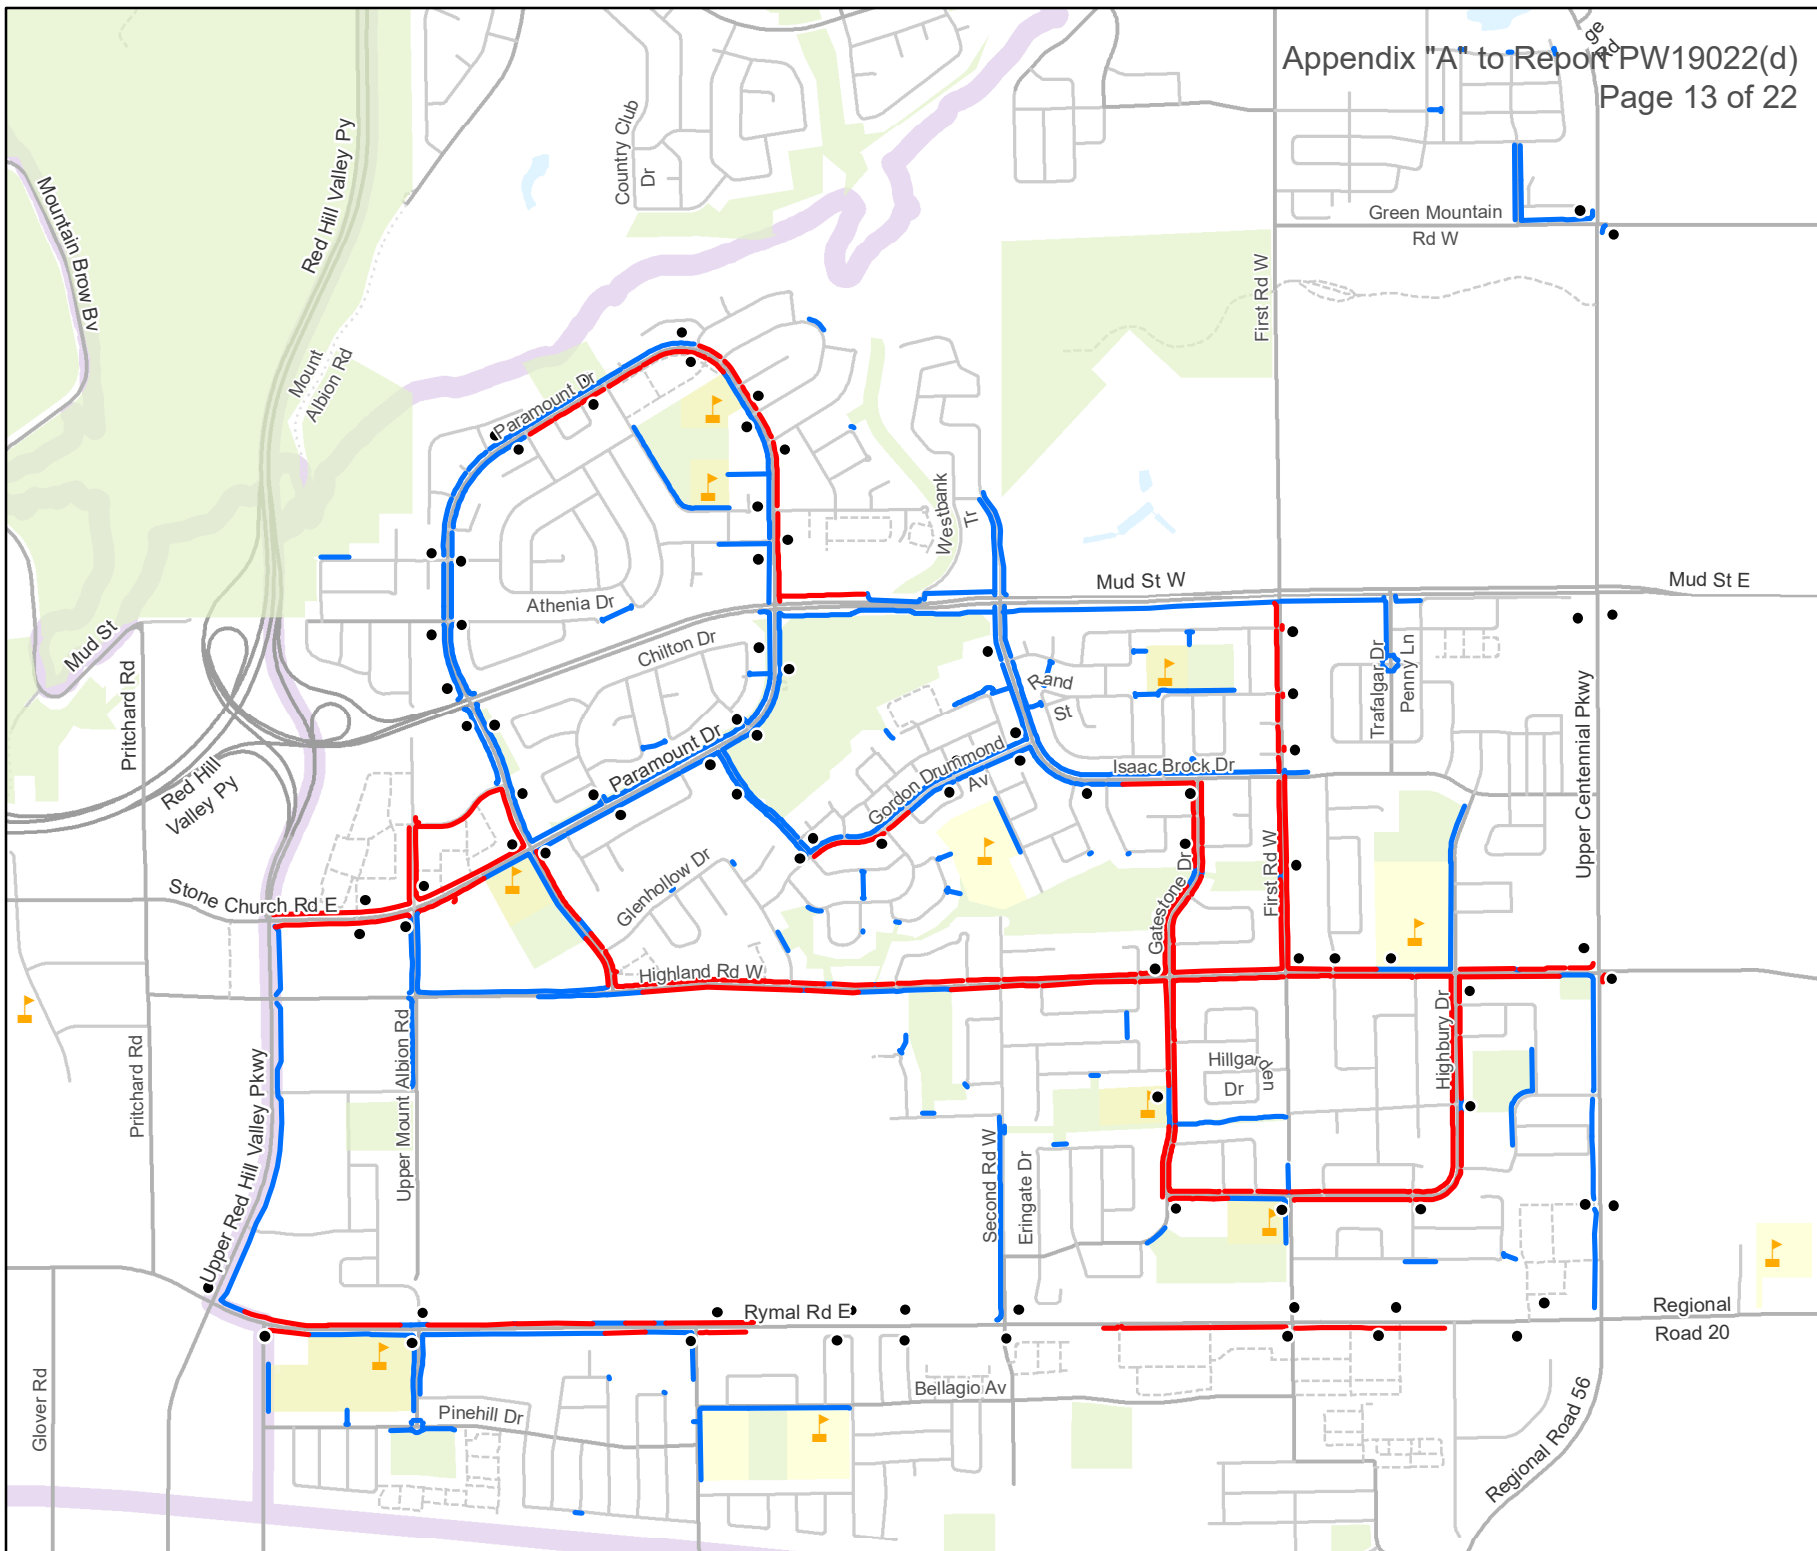 ge
Rd
Appendix "A" to Report PW19022(d)
Page 13 of 22
Country Club
Dr
Red Hill Valley Py
Mountain Brow Bv
Green Mountain
Rd W
First Rd W
Mount
Albion Rd
Paramount Dr
Westbank
Tr
Mud St W
Mud St E
Athenia Dr
Mud St
Chilton Dr
Pritchard Rd
Rand
St
Trafalgar Dr
Penny Ln
Upper Centennial Pkwy
Red Hill
Valley Py
Paramount Dr
Gordon Drummond
Av
Isaac Brock Dr
Glenhollow Dr
Stone Church Rd E
Gatestone Dr
First Rd W
Highland Rd W
Upper Mount Albion Rd
Pritchard Rd
Upper Red Hill Valley Pkwy
Hillgarden
Dr
Highbury Dr
Second Rd W
Eringate Dr
Rymal Rd E
Regional
Road 20
Bellagio Av
Pinehill Dr
Glover Rd
Regional Road 56